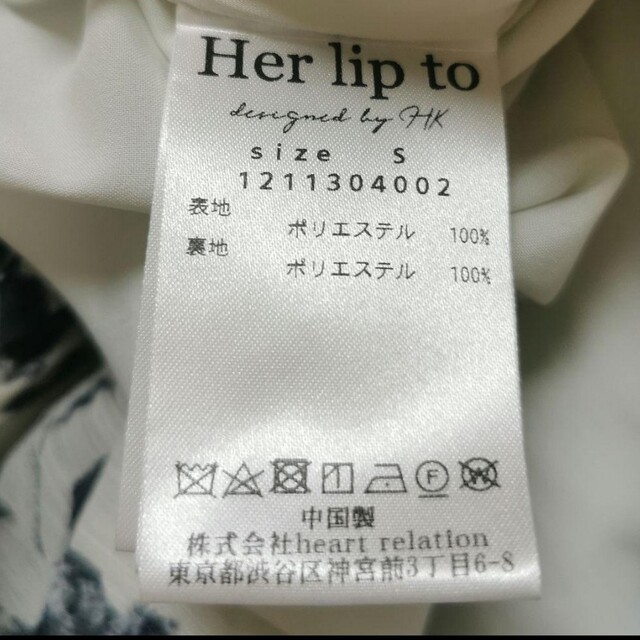 Her lip to
designed by HK
size S
1211304002
表地 ポリエステル 100%
裏地 ポリエステル 100%
F W
中国製
株式会社heart relation
東京都渋谷区神宮前3丁目6-8